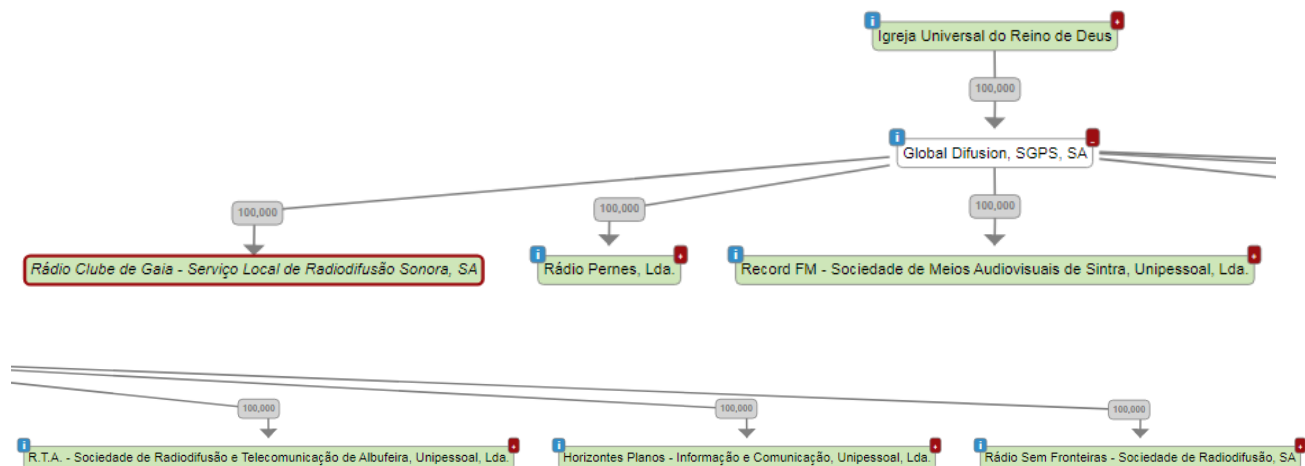 Igreja Universal do Reino de Deus
100,000
Global Difusion, SGPS, SA
100,000
100,000
100,000
Rádio Clube de Gaia - Serviço Local de Radiodifusão Sonora, SA
Rádio Pernes, Lda.
Record FM - Sociedade de Meios Audiovisuais de Sintra, Unipessoal, Lda.
100,000
100,000
100,000
R.T.A. - Sociedade de Radiodifusão e Telecomunicação de Albufeira, Unipessoal, Lda.
Horizontes Planos - Informação e Comunicação, Unipessoal, Lda.
Rádio Sem Fronteiras - Sociedade de Radiodifusão, SA